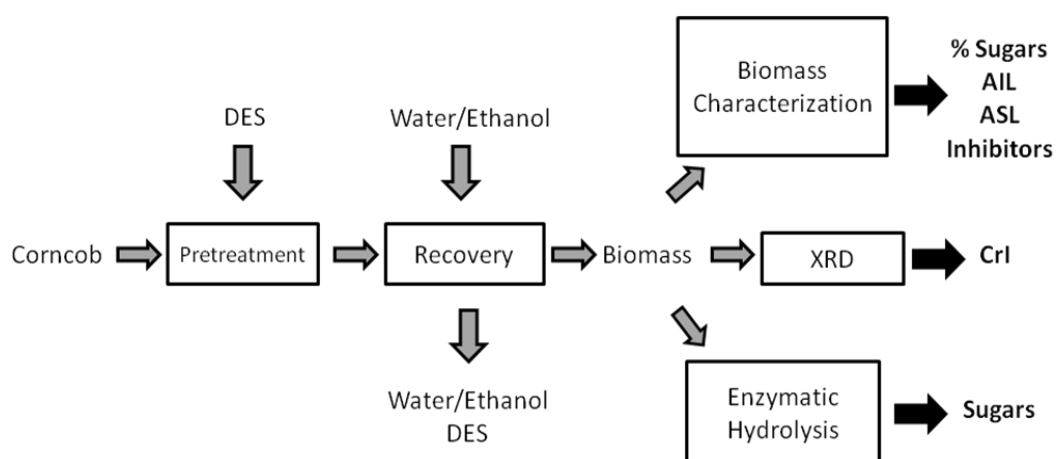 DES
Water/Ethanol
Corncob
Pretreatment
Recovery
Water/Ethanol
DES
Biomass
Biomass
Characterization
% Sugars
AIL
ASL
Inhibitors
XRD
CrI
Enzymatic
Hydrolysis
Sugars